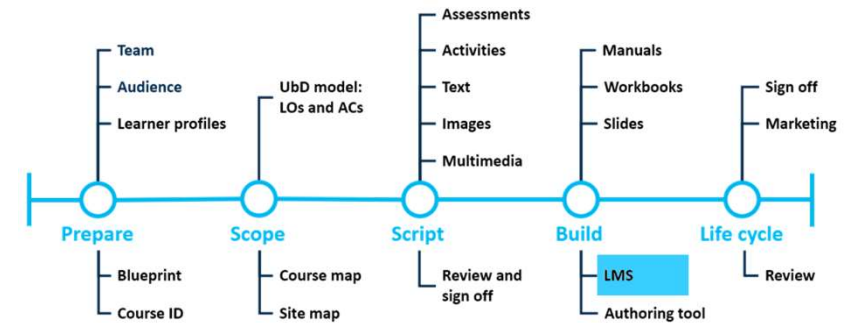 Team
Audience
Learner profiles
UbD model:
LOs and ACs
Assessments
Activities
Text
Images
Multimedia
Manuals
Workbooks
Slides
Sign off
Marketing
Prepare
Scope
Script
Build
Life cycle
Blueprint
Course ID
Course map
Site map
Review and
sign off
LMS
Authoring tool
Review